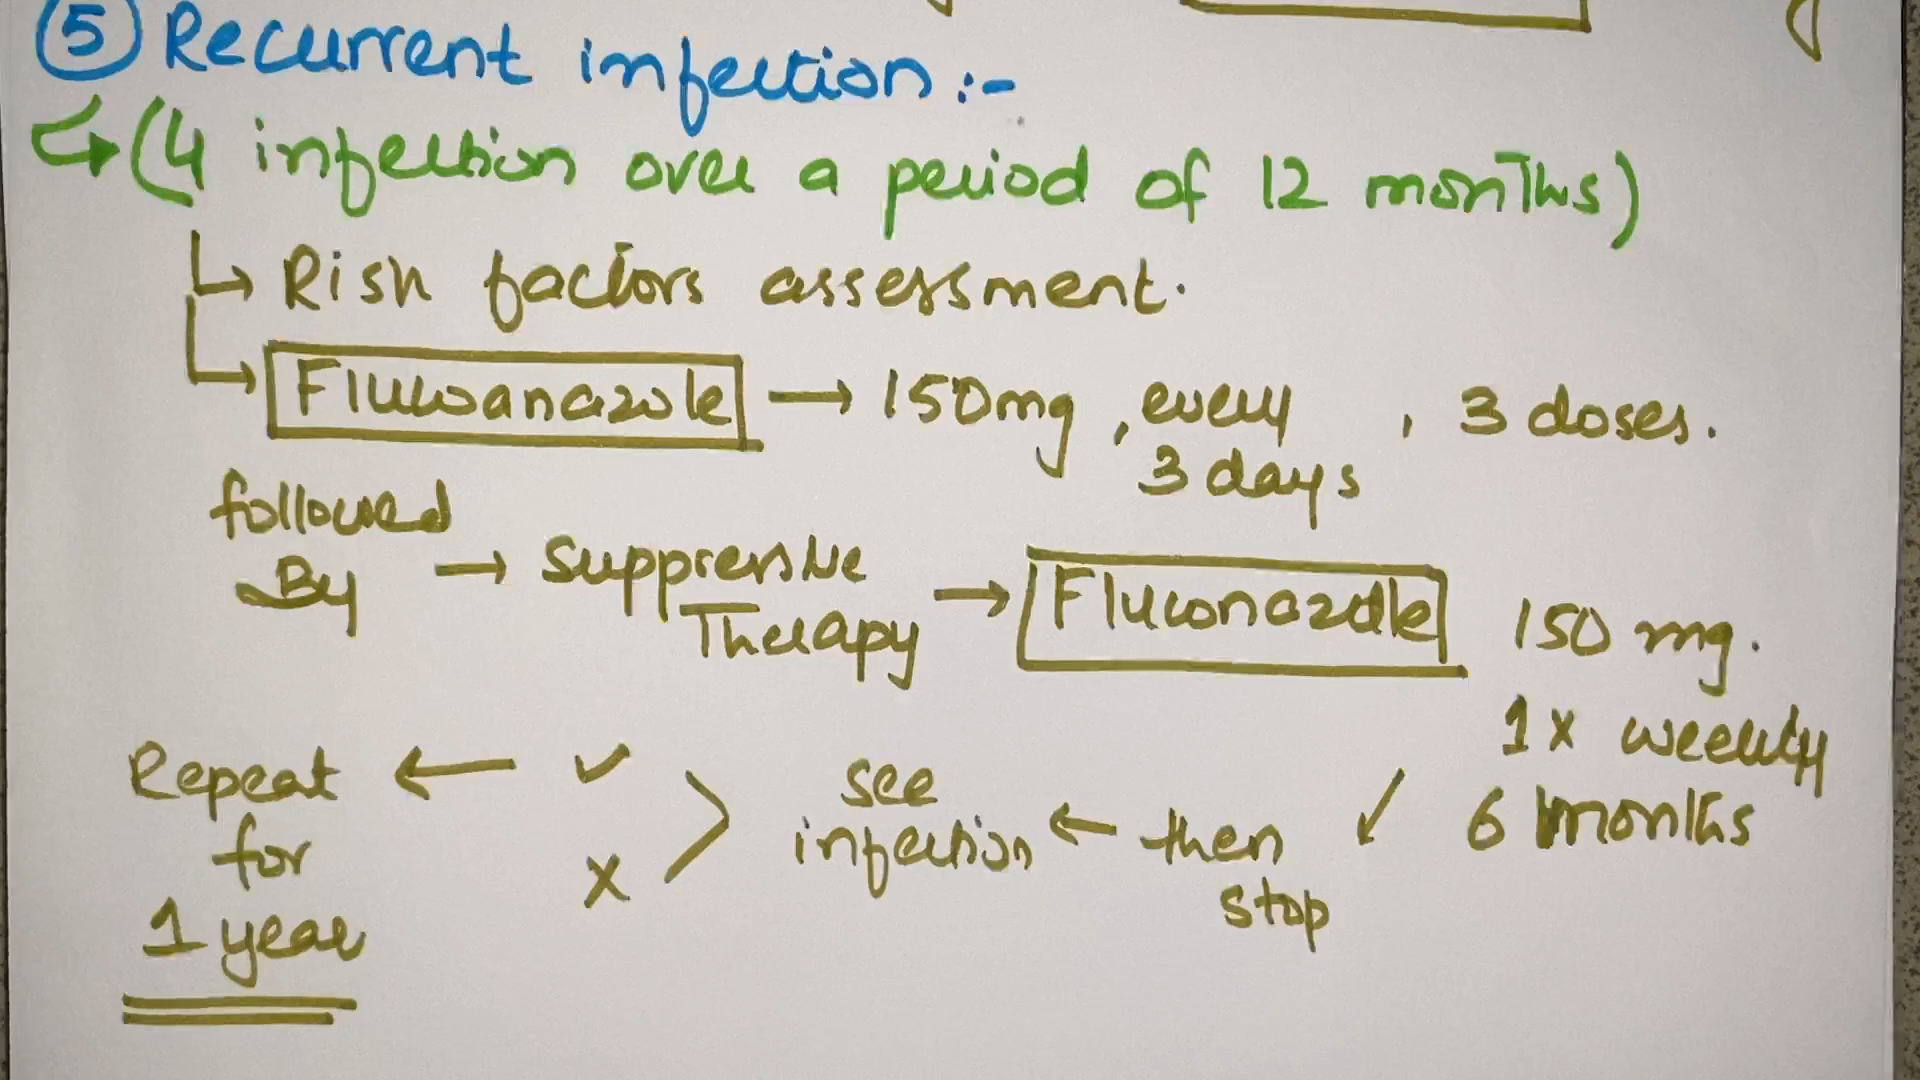 5 Recurrent infection :-
(4 infection over a period of 12 months)
Risk factors assessment.
Flucoanazole → 150mg, every 3 days, 3 doses.
followed By → suppressive Therapy → Fluconazole 150 mg.
1x weekly
6 months
then stop
see infection
✓
x
Repeat for 1 year